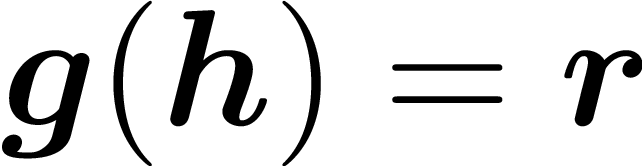 g(h) = r